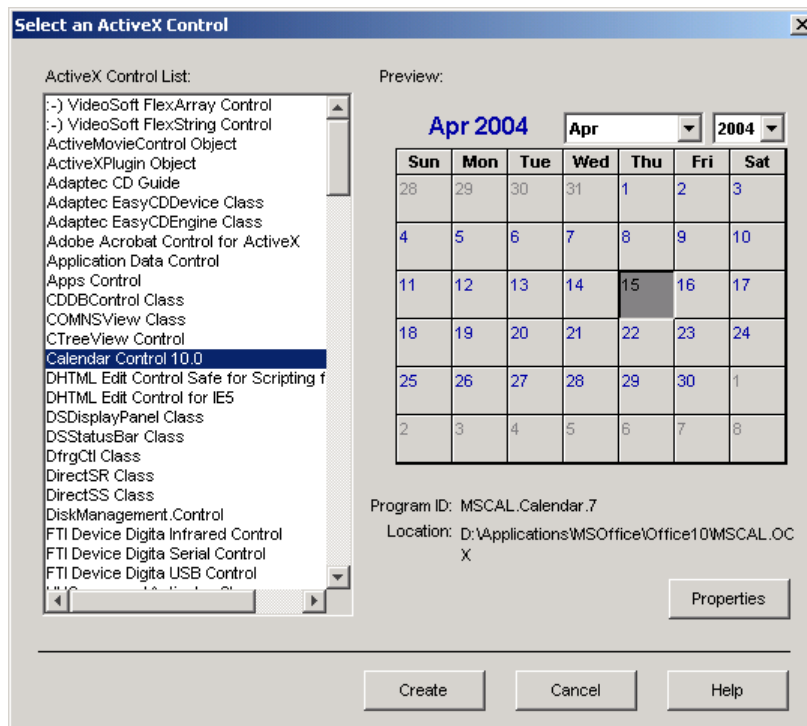 Select an ActiveX Control
ActiveX Control List:
:-) VideoSoft FlexArray Control
:-) VideoSoft FlexString Control
ActiveMovieControl Object
ActiveXPlugin Object
Adaptec CD Guide
Adaptec EasyCDDevice Class
Adaptec EasyCDEngine Class
Adobe Acrobat Control for ActiveX
Application Data Control
Apps Control
CDDBControl Class
COMNSView Class
CTreeView Control
Calendar Control 10.0
DHTML Edit Control Safe for Scripting f
DHTML Edit Control for IE5
DSDisplayPanel Class
DSStatusBar Class
DfrgCtl Class
DirectSR Class
DirectSS Class
DiskManagement.Control
FTI Device Digita Infrared Control
FTI Device Digita Serial Control
FTI Device Digita USB Control
Preview:
Apr 2004 Apr 2004
Sun Mon Tue Wed Thu Fri Sat
28 29 30 31 1 2 3
4 5 6 7 8 9 10
11 12 13 14 15 16 17
18 19 20 21 22 23 24
25 26 27 28 29 30 1
2 3 4 5 6 7 8
Program ID: MSCAL.Calendar.7
Location: D:\Applications\MSOffice\Office10\MSCAL.OC
X
Properties
Create Cancel Help